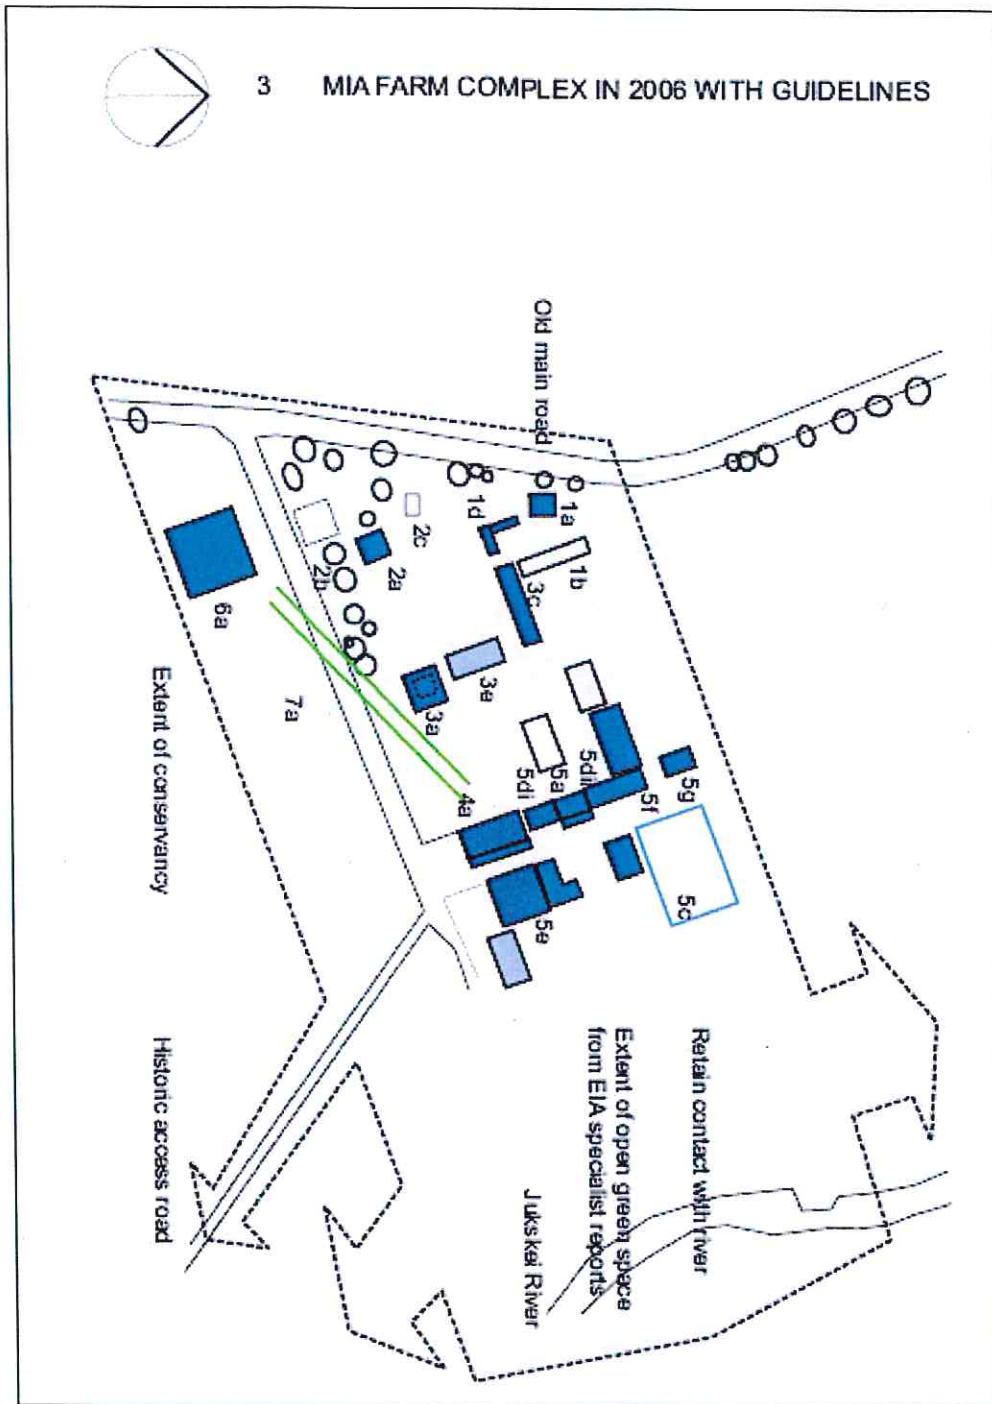 3 MIA FARM COMPLEX IN 2006 WITH GUIDELINES
Old main road
1a
1b
1d
2c
2a
2b
3c
3e
3a
6a
7a
5g
5f
5dii
5a
5di
4a
5c
5e
Extent of conservancy
Historic access road
Retain contact with river
Extent of open green space
from EIA specialist reports
Jukskei River